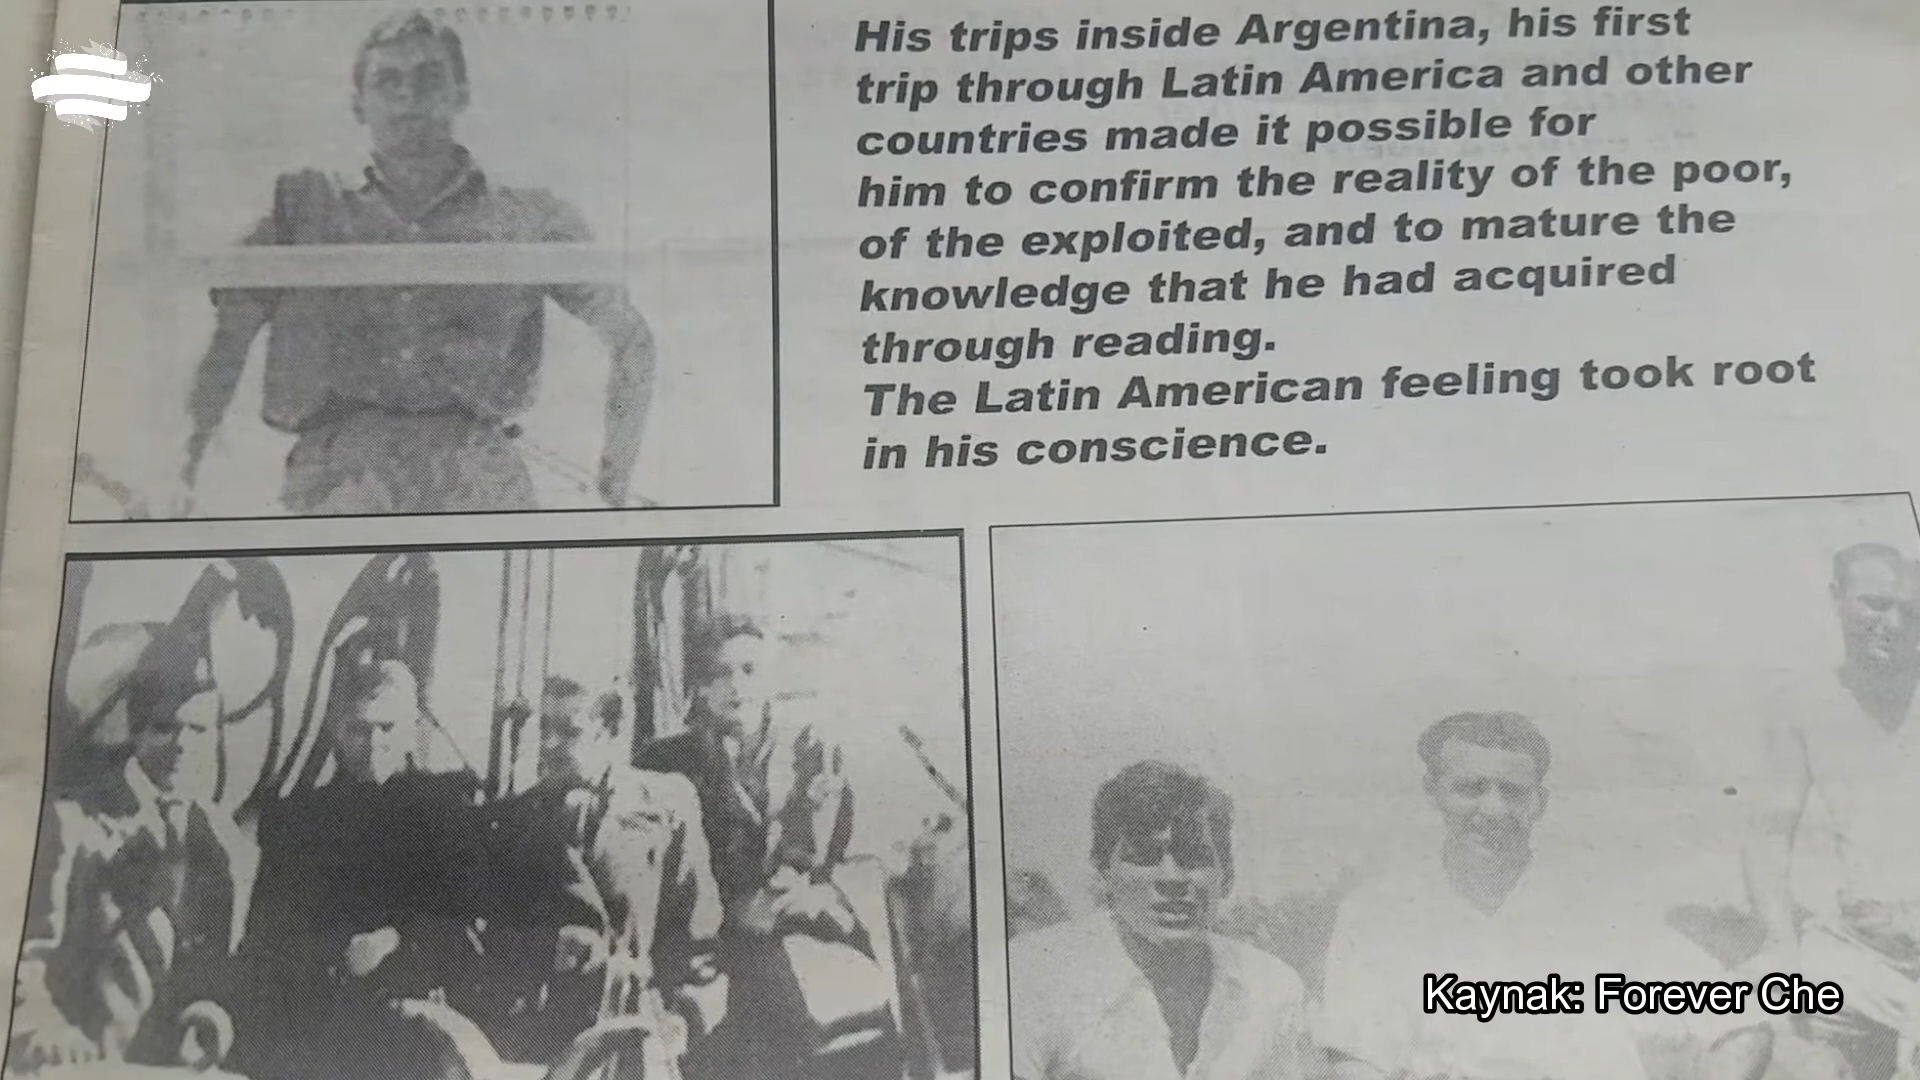 His trips inside Argentina, his first
trip through Latin America and other
countries made it possible for
him to confirm the reality of the poor,
of the exploited, and to mature the
knowledge that he had acquired
through reading.
The Latin American feeling took root
in his conscience.
Kaynak: Forever Che